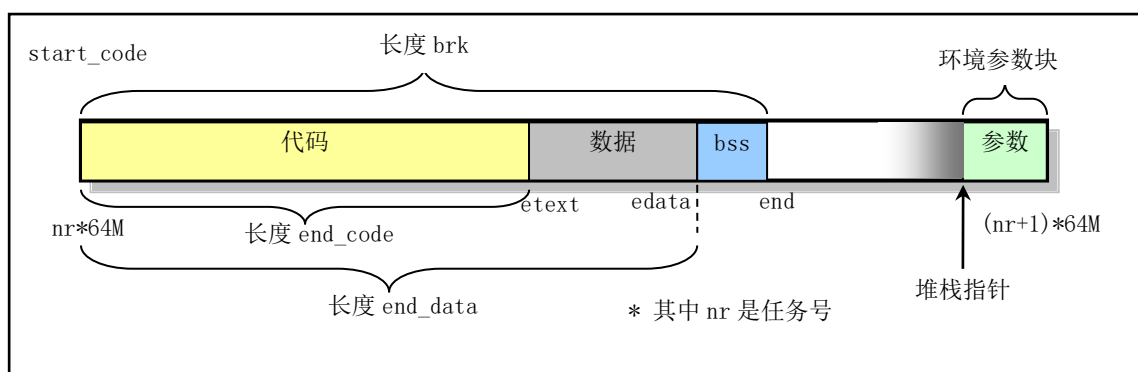 start_code
长度 brk
环境参数块
代码
数据
bss
参数
etext
edata
end
nr*64M
长度 end_code
(nr+1)*64M
长度 end_data
* 其中 nr 是任务号
堆栈指针